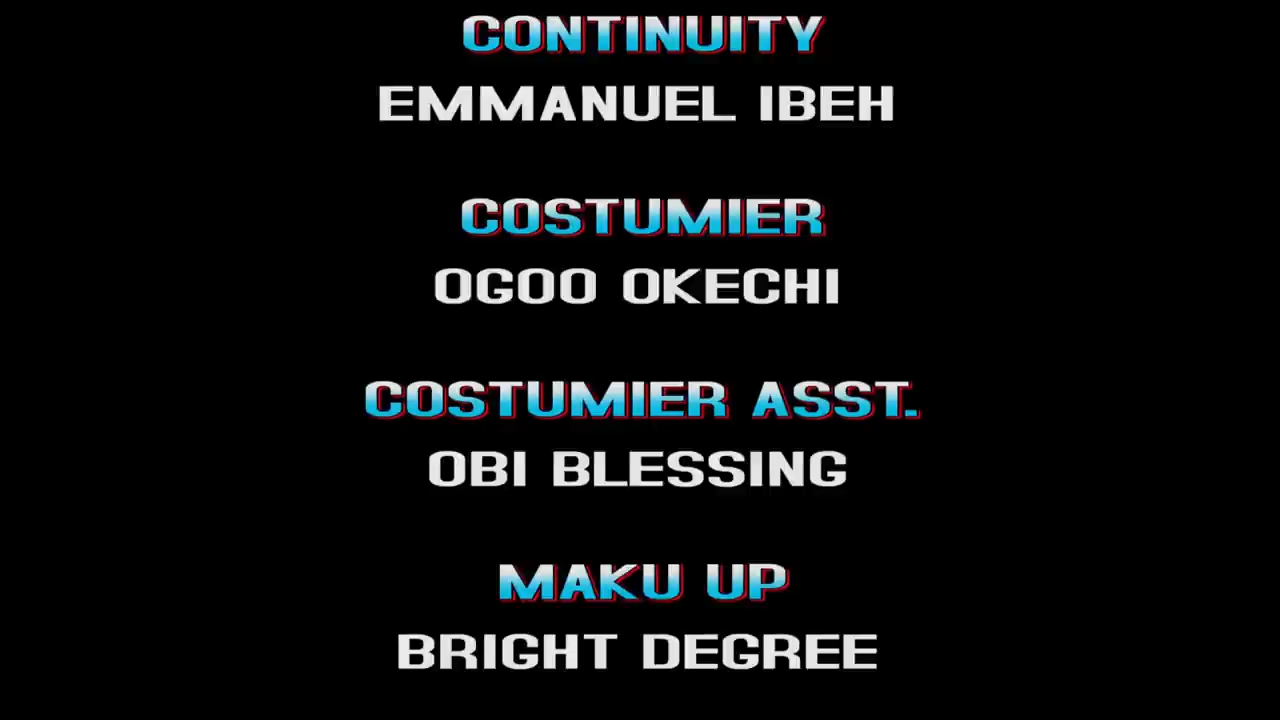 CONTINUITY
EMMANUEL IBEH
COSTUMIER
OGOO OKECHI
COSTUMIER ASST.
OBI BLESSING
MAKU UP
BRIGHT DEGREE